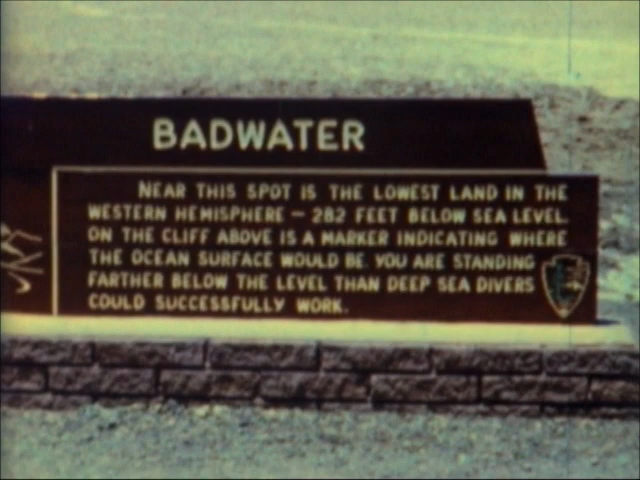 BADWATER
NEAR THIS SPOT IS THE LOWEST LAND IN THE
WESTERN HEMISPHERE — 282 FEET BELOW SEA LEVEL.
ON THE CLIFF ABOVE IS A MARKER INDICATING WHERE
THE OCEAN SURFACE WOULD BE. YOU ARE STANDING
FARTHER BELOW THE LEVEL THAN DEEP SEA DIVERS
COULD SUCCESSFULLY WORK.